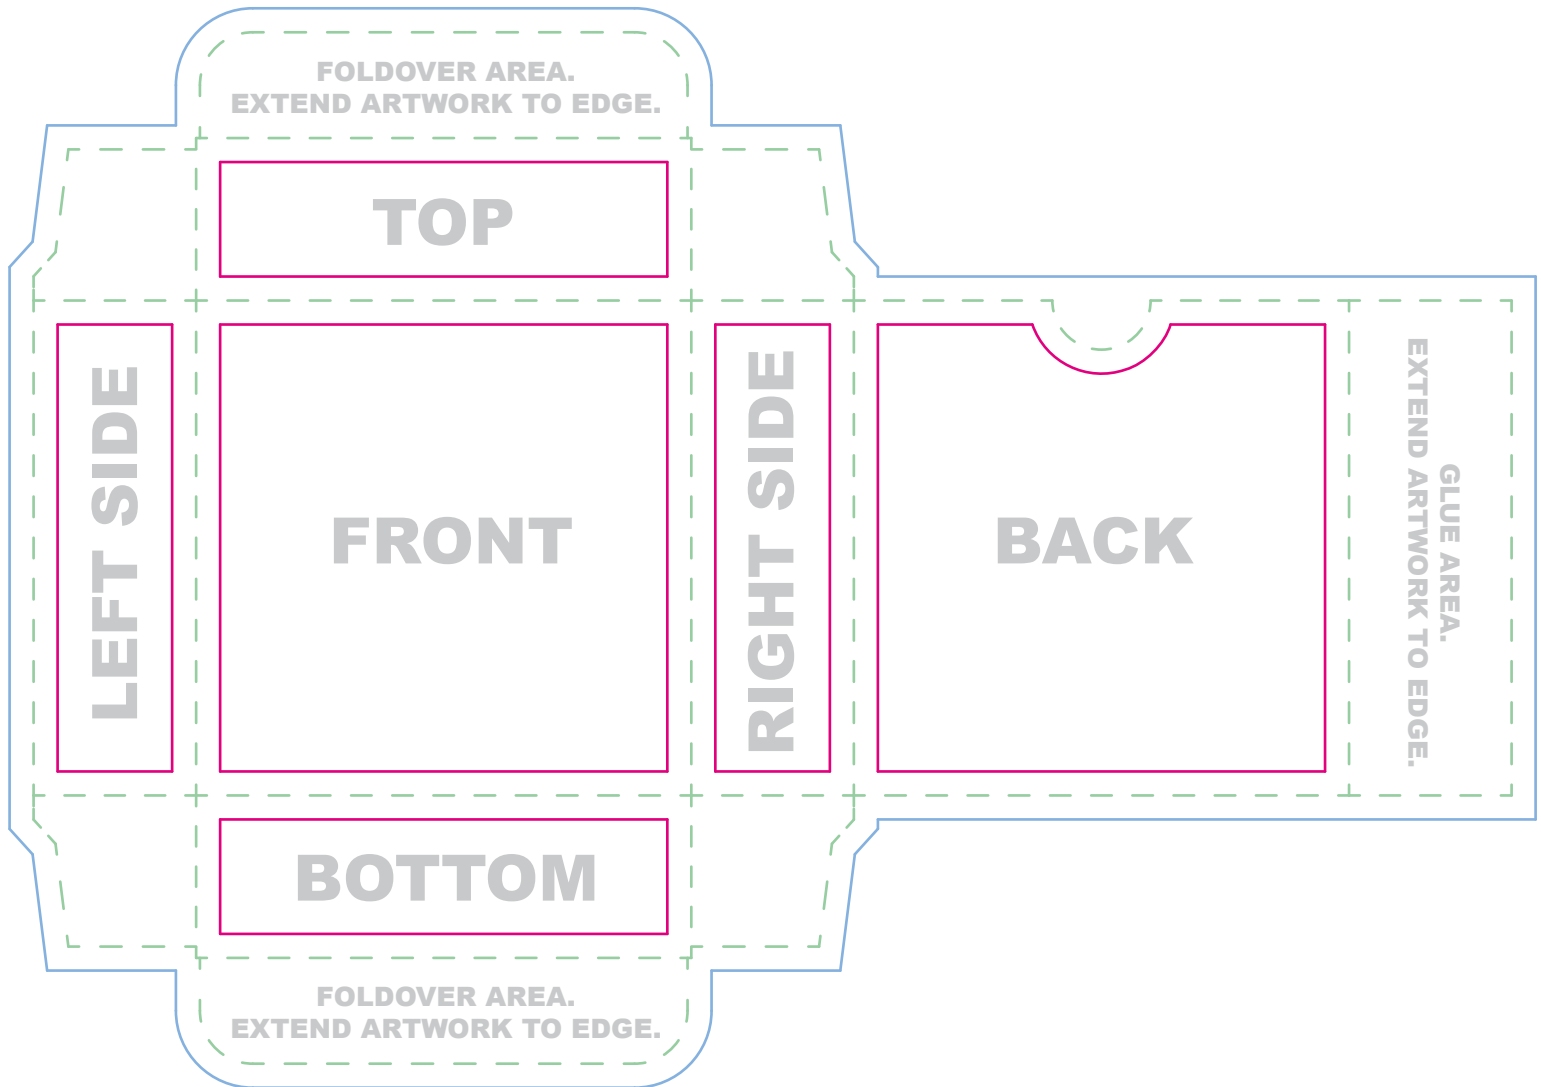 FOLDOVER AREA.
EXTEND ARTWORK TO EDGE.
TOP
LEFT SIDE
FRONT
RIGHT SIDE
BACK
GLUE AREA.
EXTEND ARTWORK TO EDGE.
BOTTOM
FOLDOVER AREA.
EXTEND ARTWORK TO EDGE.